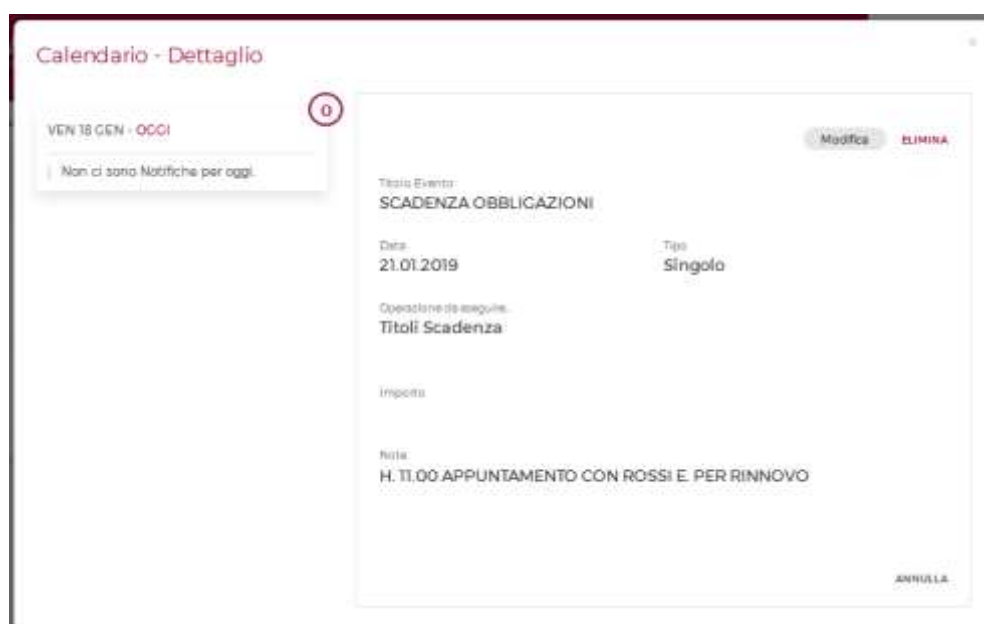 Calendario - Dettaglio
0
VEN 18 GEN - OGGI
Non ci sono Notifiche per oggi.
Modifica ELIMINA
Titolo Evento
SCADENZA OBBLIGAZIONI
Data Tipo
21.01.2019 Singolo
Operazione da eseguire
Titoli Scadenza
Importo
Note
H. 11.00 APPUNTAMENTO CON ROSSI E. PER RINNOVO
ANNULLA